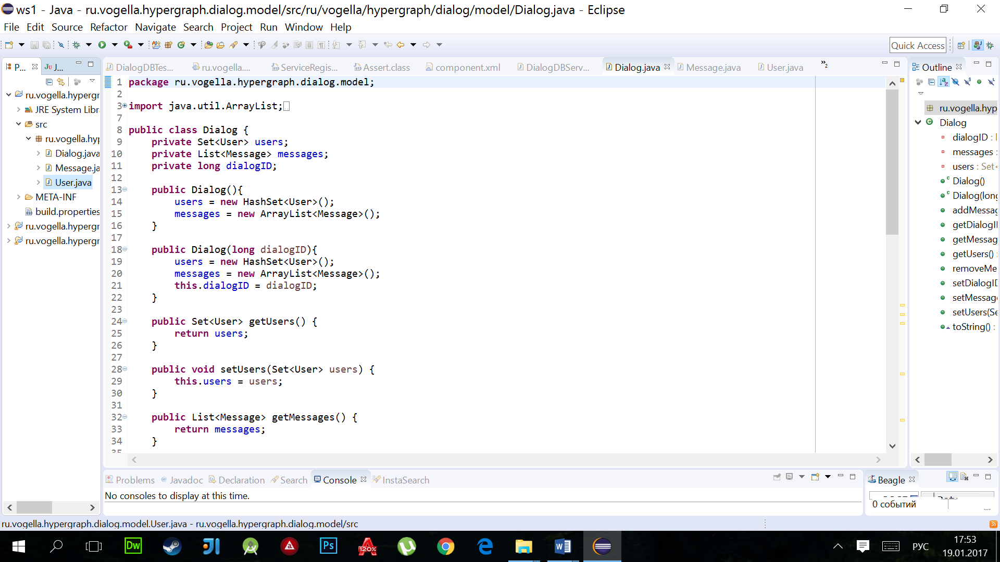 ws1 - Java - ru.vogella.hypergraph.dialog.model/src/ru/vogella/hypergraph/dialog/model/Dialog.java - Eclipse
File Edit Source Refactor Navigate Search Project Run Window Help
Quick Access
P...
J...
DialogDBTes...
ru.vogella....
ServiceRegis...
Assert.class
component.xml
DialogDBServ...
Dialog.java
Message.java
User.java
»2
Outline
ru.vogella.hypergr
JRE System Libr
src
ru.vogella.hyp
Dialog.java
Message.ja
User.java
META-INF
build.properties
ru.vogella.hypergr
ru.vogella.hypergr
1 package ru.vogella.hypergraph.dialog.model;
2
3 import java.util.ArrayList;
7
8 public class Dialog {
9 private Set<User> users;
10 private List<Message> messages;
11 private long dialogID;
12
13 public Dialog(){
14 users = new HashSet<User>();
15 messages = new ArrayList<Message>();
16 }
17
18 public Dialog(long dialogID){
19 users = new HashSet<User>();
20 messages = new ArrayList<Message>();
21 this.dialogID = dialogID;
22 }
23
24 public Set<User> getUsers() {
25 return users;
26 }
27
28 public void setUsers(Set<User> users) {
29 this.users = users;
30 }
31
32 public List<Message> getMessages() {
33 return messages;
34 }
35
ru.vogella.hyp
Dialog
dialogID : l
messages :
users : Set<
Dialog()
Dialog(long
addMessag
getDialogI
getMessag
getUsers() :
removeMe
setDialogID
setMessag
setUsers(Se
toString() :
Problems
@ Javadoc
Declaration
Search
Console
InstaSearch
No consoles to display at this time.
Beagle
0 событий
ru.vogella.hypergraph.dialog.model.User.java - ru.vogella.hypergraph.dialog.model/src
Dw
Ps
120%
РУС
17:53
19.01.2017